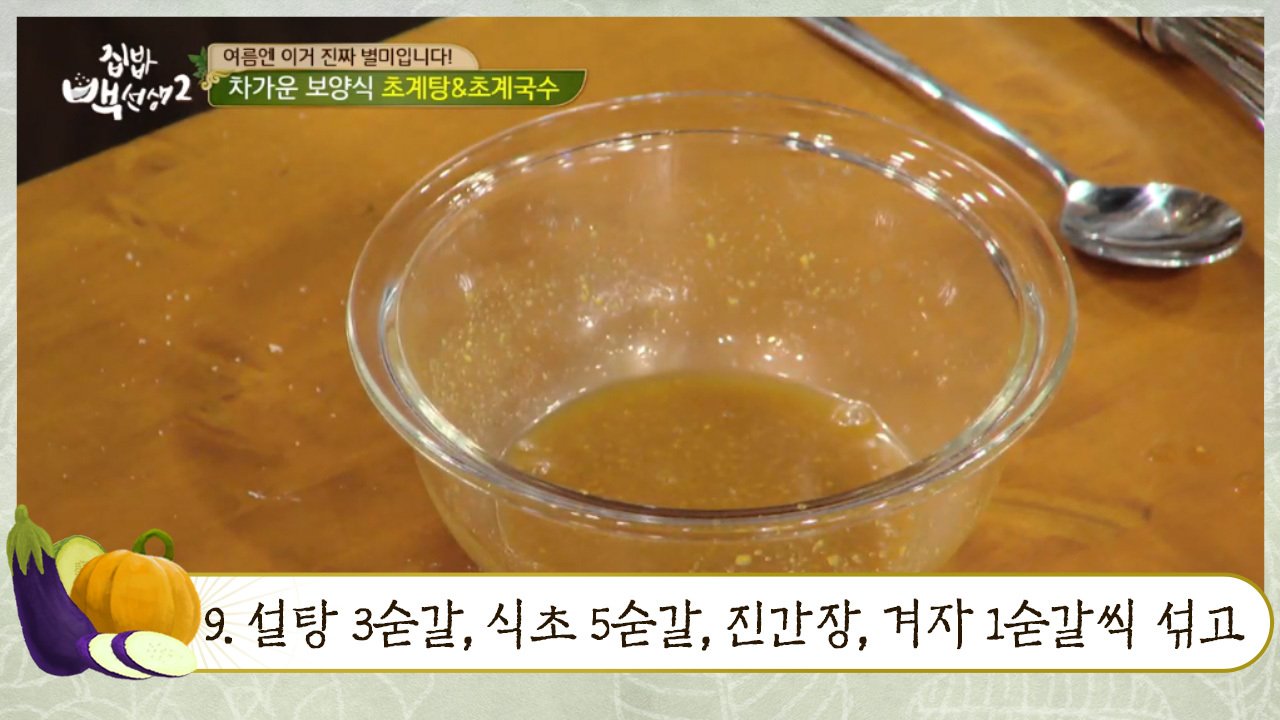 집밥
백선생2
여름엔 이거 진짜 별미입니다!
차가운 보양식 초계탕&초계국수
9. 설탕 3숟갈, 식초 5숟갈, 진간장, 겨자 1숟갈씩 섞고